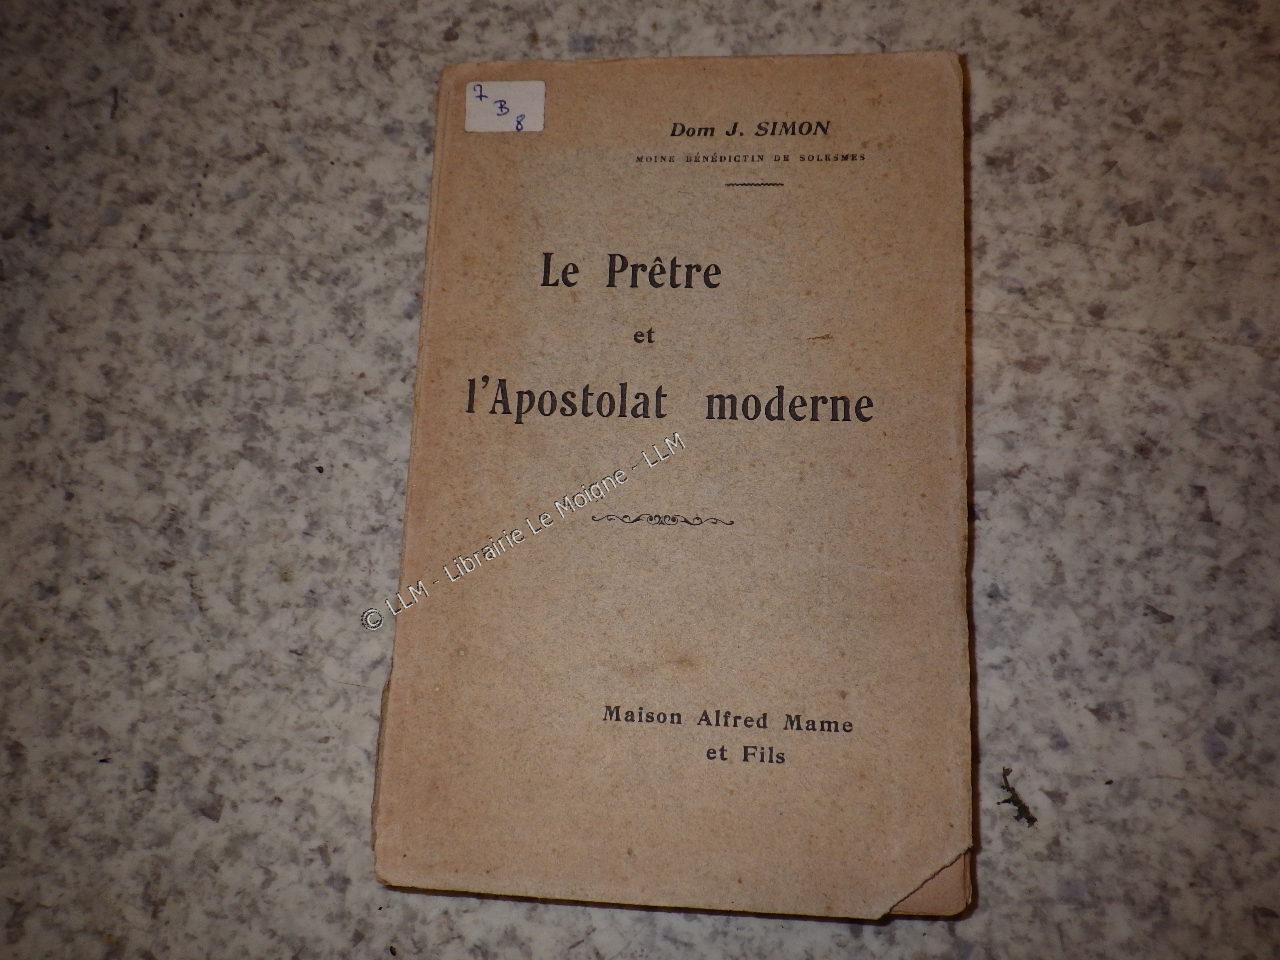 7
B
8
Dom J. SIMON
MOINE BÉNÉDICTIN DE SOLESMES
Le Prêtre
et
l'Apostolat moderne
© LLM - Librairie Le Moigne - LLM
Maison Alfred Mame
et Fils